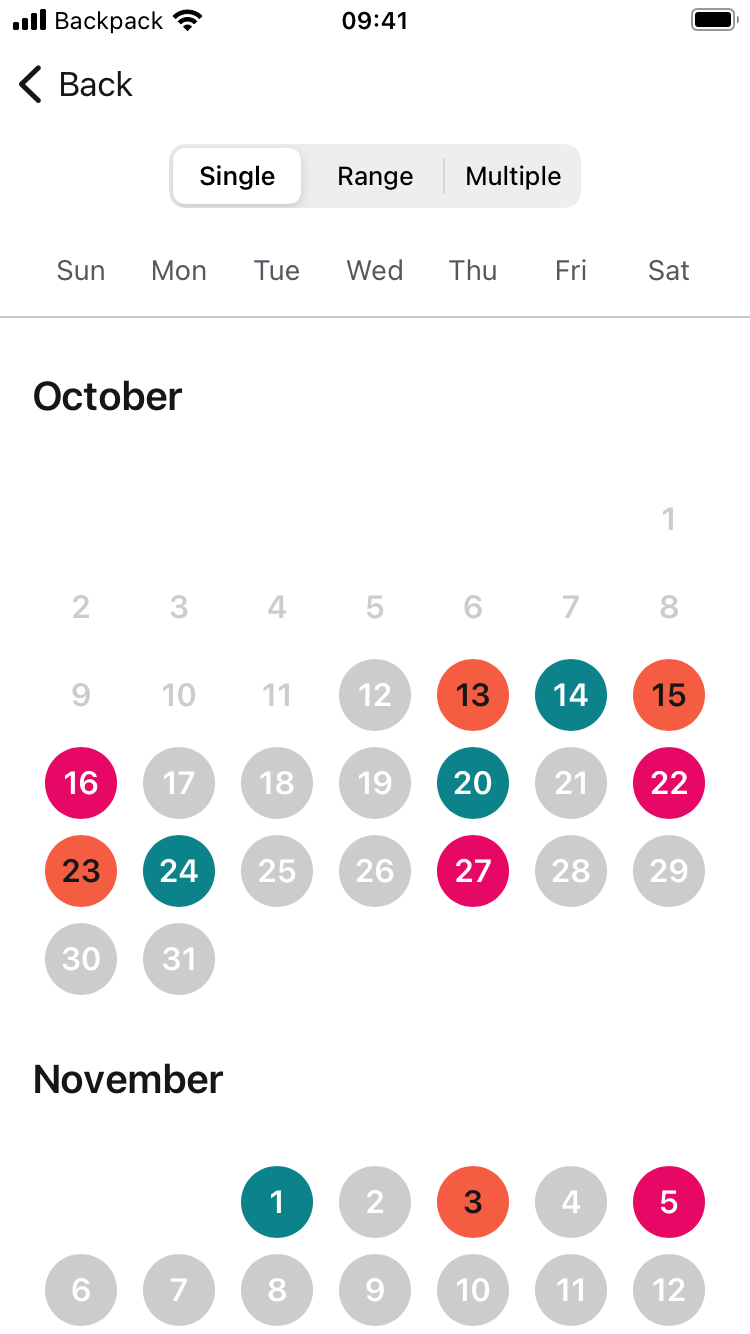 Backpack 09:41
Back
Single Range Multiple
Sun Mon Tue Wed Thu Fri Sat
October
1
2 3 4 5 6 7 8
9 10 11 12 13 14 15
16 17 18 19 20 21 22
23 24 25 26 27 28 29
30 31
November
1 2 3 4 5
6 7 8 9 10 11 12